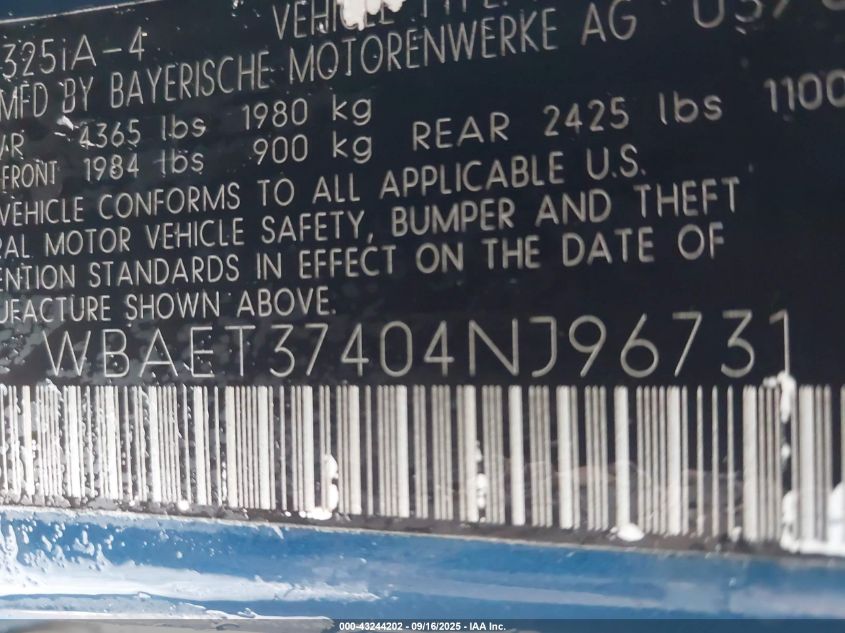 325iA-4 VEHICLE TYPE:
MFD BY BAYERISCHE MOTORENWERKE AG
4365 lbs 1980 kg
FRONT 1984 lbs 900 kg REAR 2425 lbs 1100
VEHICLE CONFORMS TO ALL APPLICABLE U.S.
RAL MOTOR VEHICLE SAFETY, BUMPER AND THEFT
ENTION STANDARDS IN EFFECT ON THE DATE OF
UFACTURE SHOWN ABOVE.
WBAET37404NJ96731
000-43244202 - 09/16/2025 - IAA Inc.